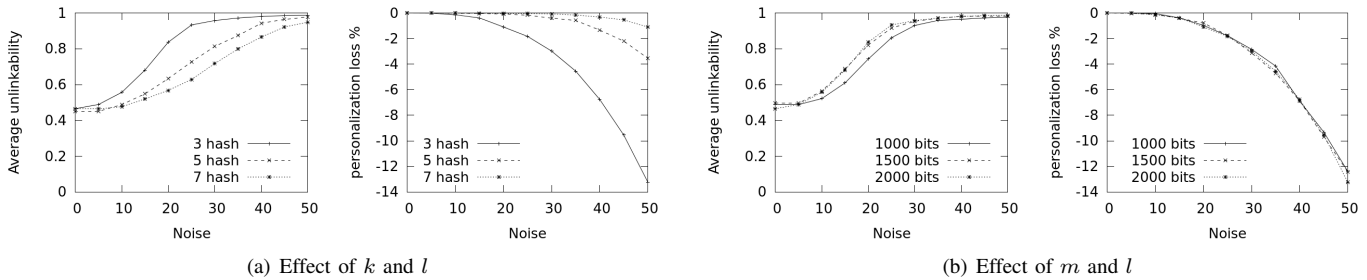 Average unlinkability
1
0.8
0.6
0.4
0.2
0
3 hash
5 hash
7 hash
0 10 20 30 40 50
Noise
personalization loss %
0
-2
-4
-6
-8
-10
-12
-14
3 hash
5 hash
7 hash
0 10 20 30 40 50
Noise
(a) Effect of k and l
Average unlinkability
1
0.8
0.6
0.4
0.2
0
1000 bits
1500 bits
2000 bits
0 10 20 30 40 50
Noise
personalization loss %
0
-2
-4
-6
-8
-10
-12
-14
1000 bits
1500 bits
2000 bits
0 10 20 30 40 50
Noise
(b) Effect of m and l